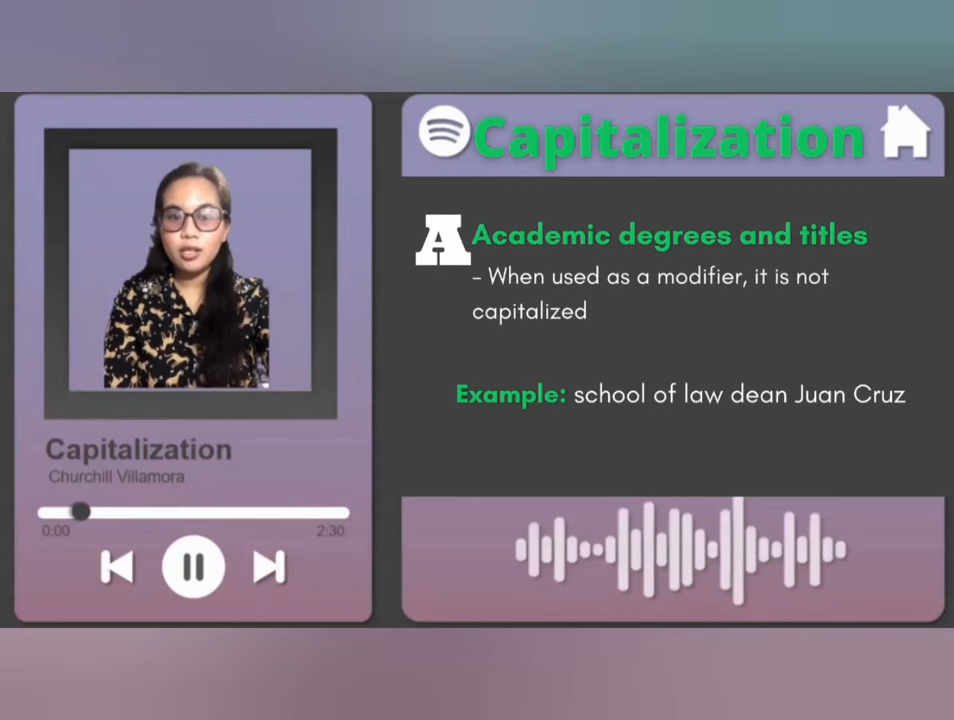 Capitalization
Churchill Villamora
0:00
2:30
Capitalization
A
Academic degrees and titles
- When used as a modifier, it is not
capitalized
Example: school of law dean Juan Cruz